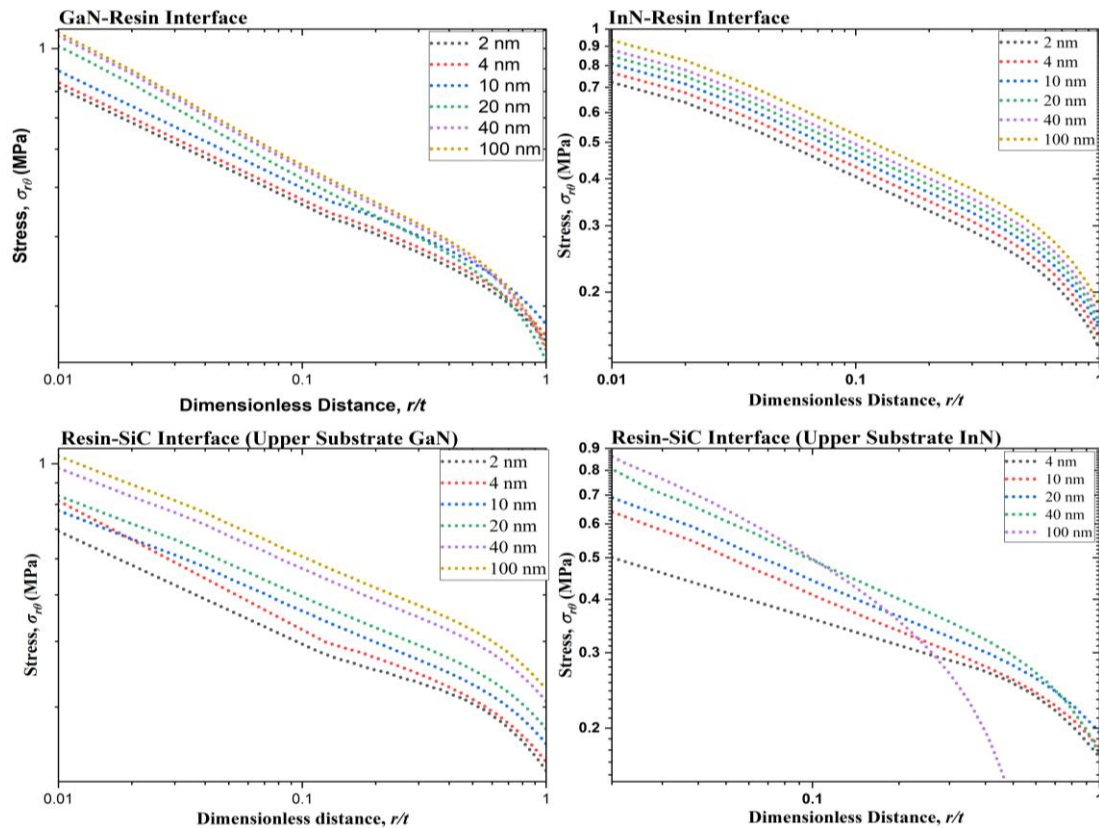 GaN-Resin Interface
1
Stress, σrθ (MPa)
2 nm
4 nm
10 nm
20 nm
40 nm
100 nm
0.01
0.1
1
Dimensionless Distance, r/t
InN-Resin Interface
1
0.9
0.8
0.7
0.6
0.5
0.4
0.3
0.2
Stress, σrθ (MPa)
2 nm
4 nm
10 nm
20 nm
40 nm
100 nm
0.01
0.1
1
Dimensionless Distance, r/t
Resin-SiC Interface (Upper Substrate GaN)
1
Stress, σrθ (MPa)
2 nm
4 nm
10 nm
20 nm
40 nm
100 nm
0.01
0.1
1
Dimensionless distance, r/t
Resin-SiC Interface (Upper Substrate InN)
0.9
0.8
0.7
0.6
0.5
0.4
0.3
0.2
Stress, σrθ (MPa)
4 nm
10 nm
20 nm
40 nm
100 nm
0.1
1
Dimensionless Distance, r/t